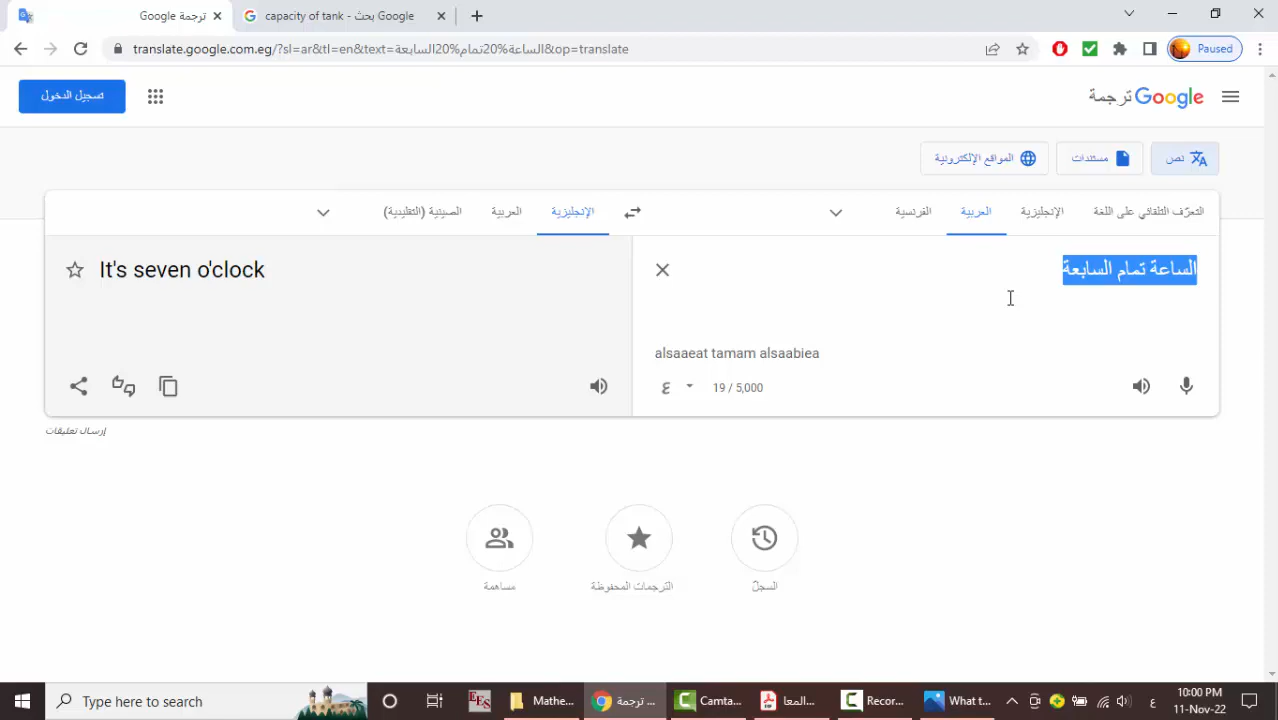 ترجمة Google
capacity of tank - بحث Google
translate.google.com.eg/?sl=ar&tl=en&text=الساعة%20تمام%20السابعة&op=translate
Paused
تسجيل الدخول
ترجمة Google
نص
مستندات
المواقع الإلكترونية
التعرّف التلقائي على اللغة
الإنجليزية
العربية
الفرنسية
الإنجليزية
العربية
الصينية (التقليدية)
الساعة تمام السابعة
It's seven o'clock
alsaaeat tamam alsaabiea
ع
19 / 5,000
إرسال تعليقات
السجلّ
الترجمات المحفوظة
مساهمة
Type here to search
EES
Mathe...
ترجمة ...
Camta...
المعا...
Recor...
What t...
ع
10:00 PM
11-Nov-22